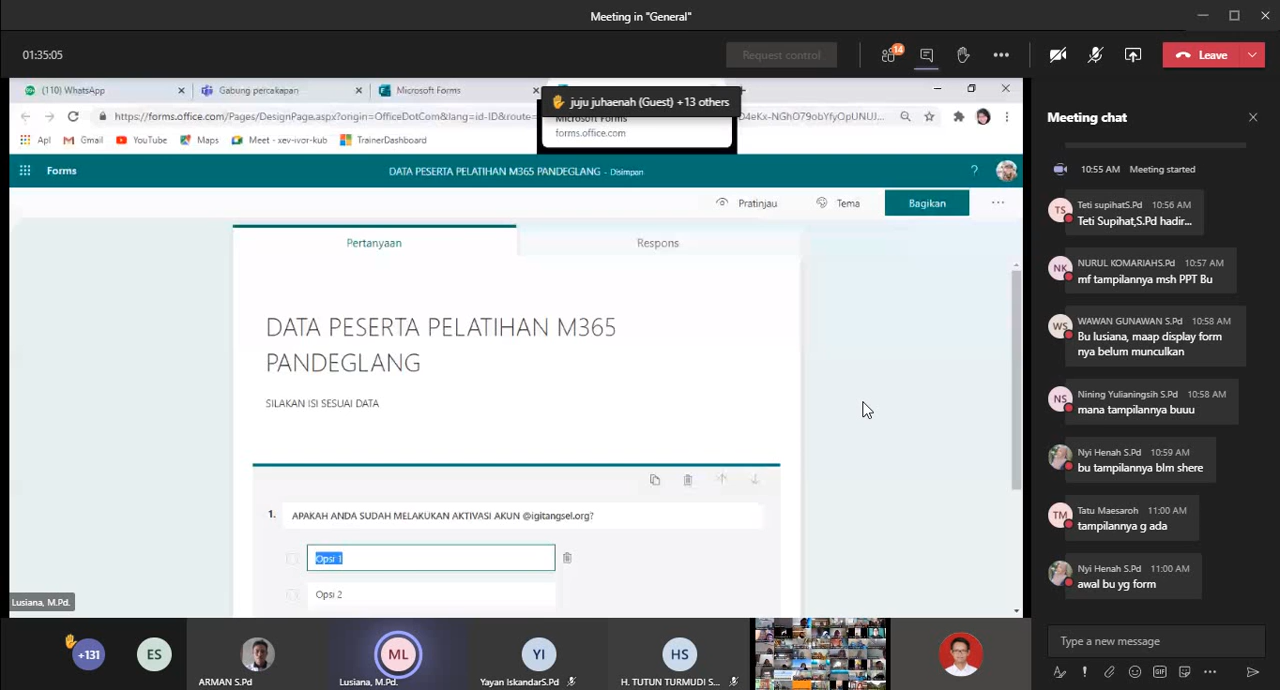 Meeting in "General"
01:35:05
Request control
14
Leave
(110) WhatsApp
Gabung percakapan
Microsoft Forms
juju juhaenah (Guest) +13 others
Microsoft Forms
forms.office.com
https://forms.office.com/Pages/DesignPage.aspx?origin=OfficeDotCom&lang=id-ID&route=
Apl
Gmail
YouTube
Maps
Meet - xev-ivor-kub
TrainerDashboard
Forms
DATA PESERTA PELATIHAN M365 PANDEGLANG - Disimpan
?
Pratinjau
Tema
Bagikan
Pertanyaan
Respons
DATA PESERTA PELATIHAN M365
PANDEGLANG
SILAKAN ISI SESUAI DATA
1. APAKAH ANDA SUDAH MELAKUKAN AKTIVASI AKUN @igitangsel.org?
Opsi 1
Opsi 2
Lusiana, M.Pd.
+131
ES
ARMAN S.Pd
ML
Lusiana, M.Pd.
YI
Yayan IskandarS.Pd
HS
H. TUTUN TURMUDI S...
Meeting chat
10:55 AM Meeting started
TS
Teti supihatS.Pd 10:56 AM
Teti Supihat,S.Pd hadir...
NK
NURUL KOMARIAHS.Pd 10:57 AM
mf tampilannya msh PPT Bu
WS
WAWAN GUNAWAN S.Pd 10:58 AM
Bu lusiana, maap display form
nya belum munculkan
NS
Nining Yulianingsih S.Pd 10:58 AM
mana tampilannya buuu
Nyi Henah S.Pd 10:59 AM
bu tampilannya blm shere
TM
Tatu Maesaroh 11:00 AM
tampilannya g ada
Nyi Henah S.Pd 11:00 AM
awal bu yg form
Type a new message
GIF